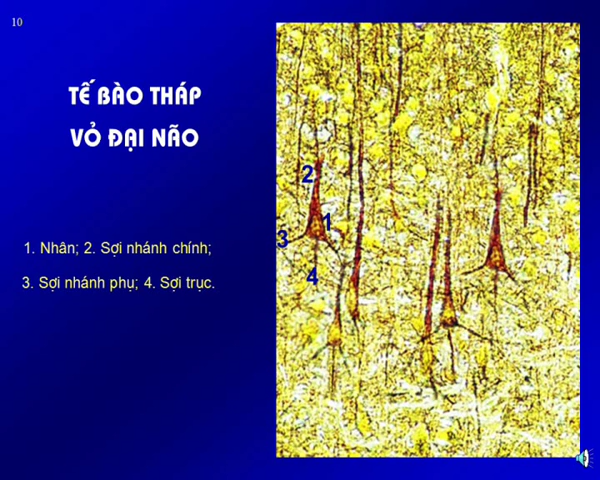 10
TẾ BÀO THÁP
VỎ ĐẠI NÃO
1. Nhân; 2. Sợi nhánh chính;
3. Sợi nhánh phụ; 4. Sợi trục.
2
1
3
4